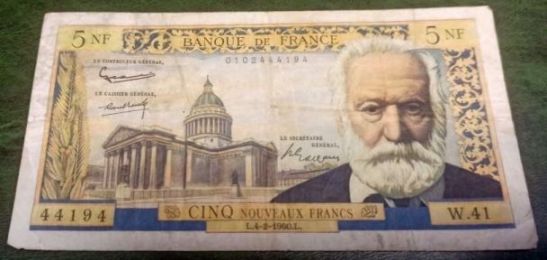 5 NF BANQUE DE FRANCE 5 NF
0102444194
LE CONTRÔLEUR GÉNÉRAL,
LE CAISSIER GÉNÉRAL,
LE SECRÉTAIRE
GÉNÉRAL,
44194 CINQ NOUVEAUX FRANCS W.41
L.4-2-1960.L.